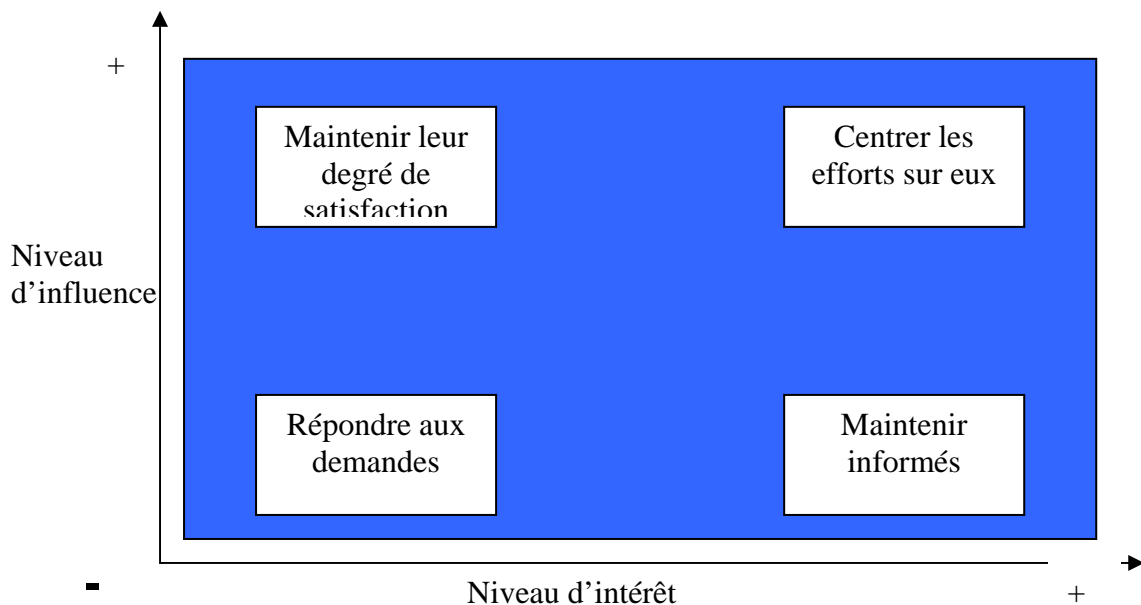 +
Maintenir leur
degré de
satisfaction
Centrer les
efforts sur eux
Niveau
d’influence
Répondre aux
demandes
Maintenir
informés
-
Niveau d’intérêt
+